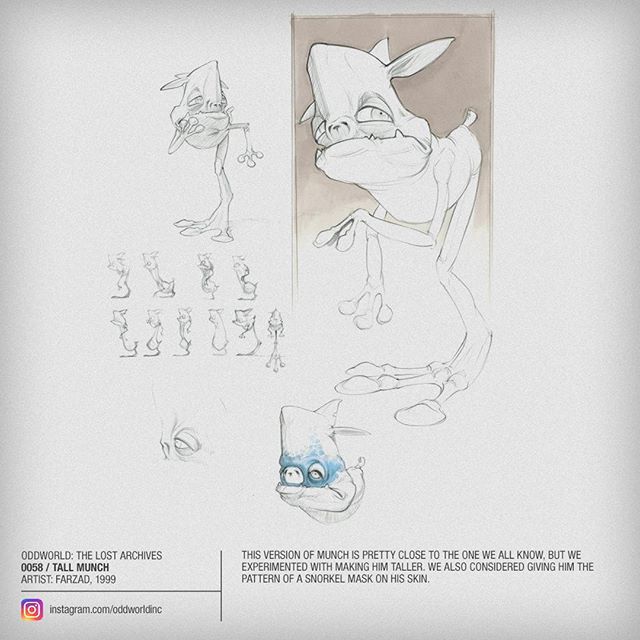 ODDWORLD: THE LOST ARCHIVES
0058 / TALL MUNCH
ARTIST: FARZAD, 1999
instagram.com/oddworldinc
THIS VERSION OF MUNCH IS PRETTY CLOSE TO THE ONE WE ALL KNOW, BUT WE
EXPERIMENTED WITH MAKING HIM TALLER. WE ALSO CONSIDERED GIVING HIM THE
PATTERN OF A SNORKEL MASK ON HIS SKIN.